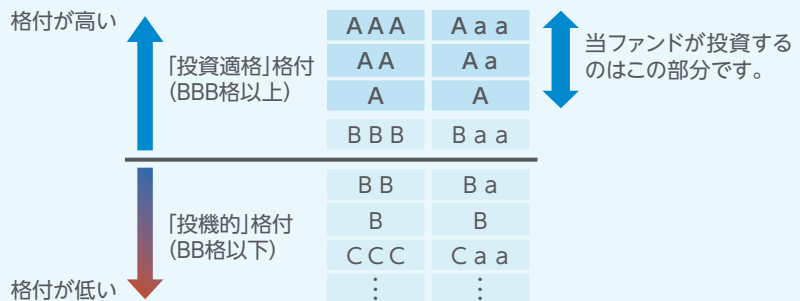 格付が高い
「投資適格」格付
（BBB格以上）
AAA Aaa
AA Aa
A A
BBB Baa
当ファンドが投資する
のはこの部分です。
「投機的」格付
（BB格以下）
BB Ba
B B
CCC Caa
⋮ ⋮
格付が低い